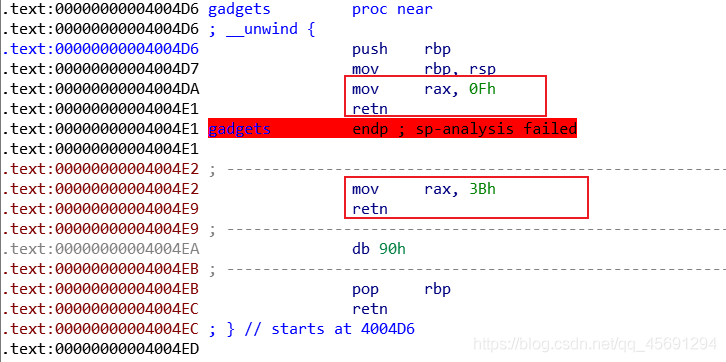 .text:00000000004004D6 gadgets proc near
.text:00000000004004D6 ; __unwind {
.text:00000000004004D6 push rbp
.text:00000000004004D7 mov rbp, rsp
.text:00000000004004DA mov rax, 0Fh
.text:00000000004004E1 retn
.text:00000000004004E1 gadgets endp ; sp-analysis failed
.text:00000000004004E1
.text:00000000004004E2 ; ---------------------------------------------------------------------------
.text:00000000004004E2 mov rax, 3Bh
.text:00000000004004E9 retn
.text:00000000004004E9 ; ---------------------------------------------------------------------------
.text:00000000004004EA db 90h
.text:00000000004004EB ; ---------------------------------------------------------------------------
.text:00000000004004EB pop rbp
.text:00000000004004EC retn
.text:00000000004004EC ; } // starts at 4004D6
.text:00000000004004ED
https://blog.csdn.net/qq_45691294